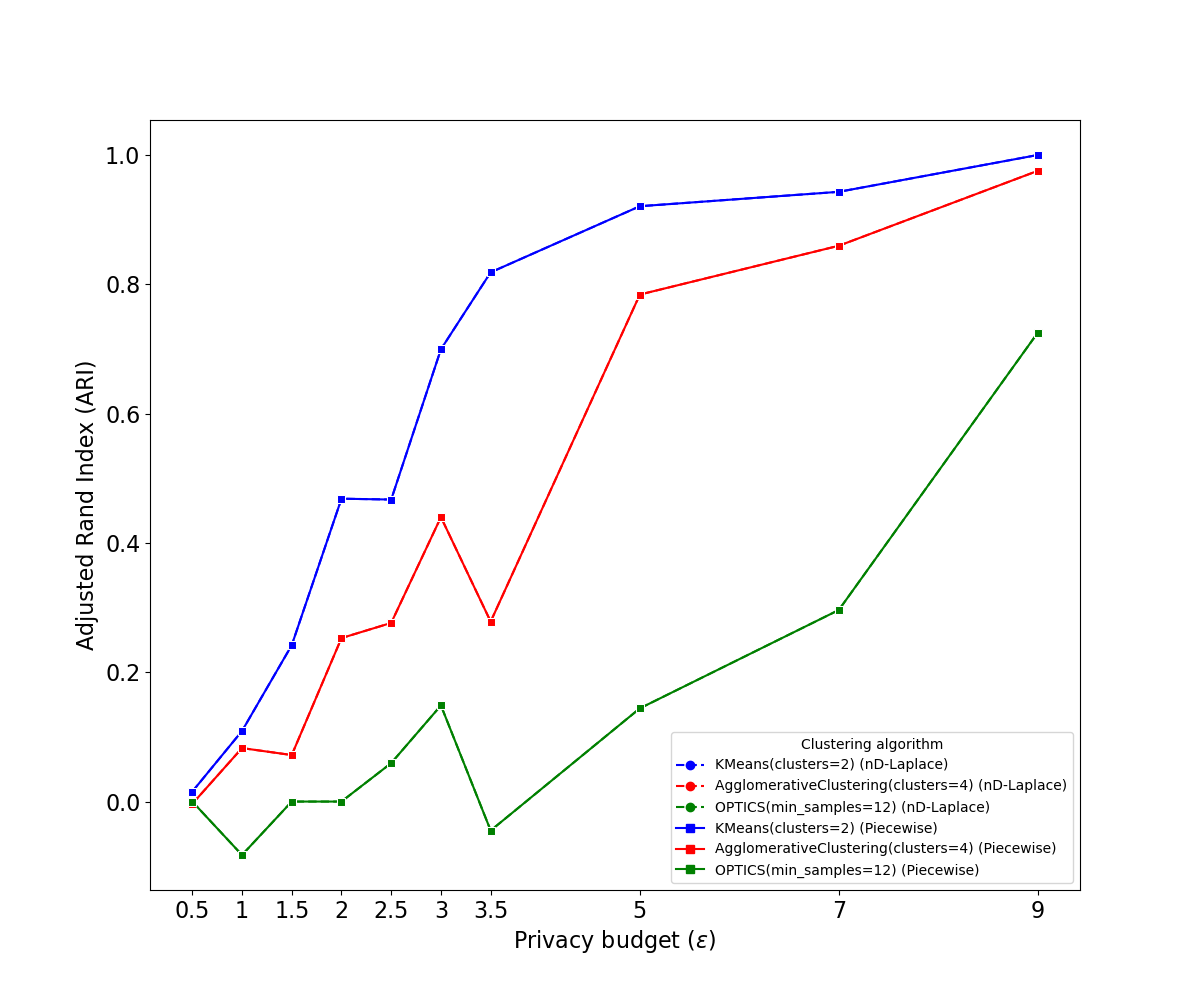 1.0
0.8
0.6
0.4
0.2
0.0
Adjusted Rand Index (ARI)
0.5 1 1.5 2 2.5 3 3.5 5 7 9
Privacy budget (ε)
Clustering algorithm
KMeans(clusters=2) (nD-Laplace)
AgglomerativeClustering(clusters=4) (nD-Laplace)
OPTICS(min_samples=12) (nD-Laplace)
KMeans(clusters=2) (Piecewise)
AgglomerativeClustering(clusters=4) (Piecewise)
OPTICS(min_samples=12) (Piecewise)